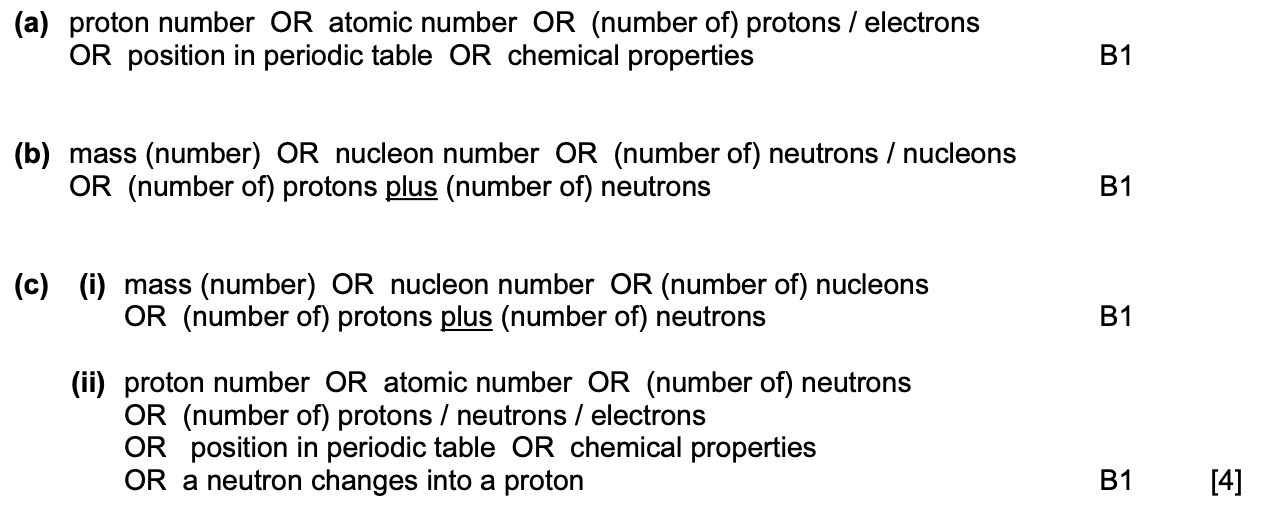 (a) proton number OR atomic number OR (number of) protons / electrons
OR position in periodic table OR chemical properties B1
(b) mass (number) OR nucleon number OR (number of) neutrons / nucleons
OR (number of) protons plus (number of) neutrons B1
(c) (i) mass (number) OR nucleon number OR (number of) nucleons
OR (number of) protons plus (number of) neutrons B1
(ii) proton number OR atomic number OR (number of) neutrons
OR (number of) protons / neutrons / electrons
OR position in periodic table OR chemical properties
OR a neutron changes into a proton B1 [4]